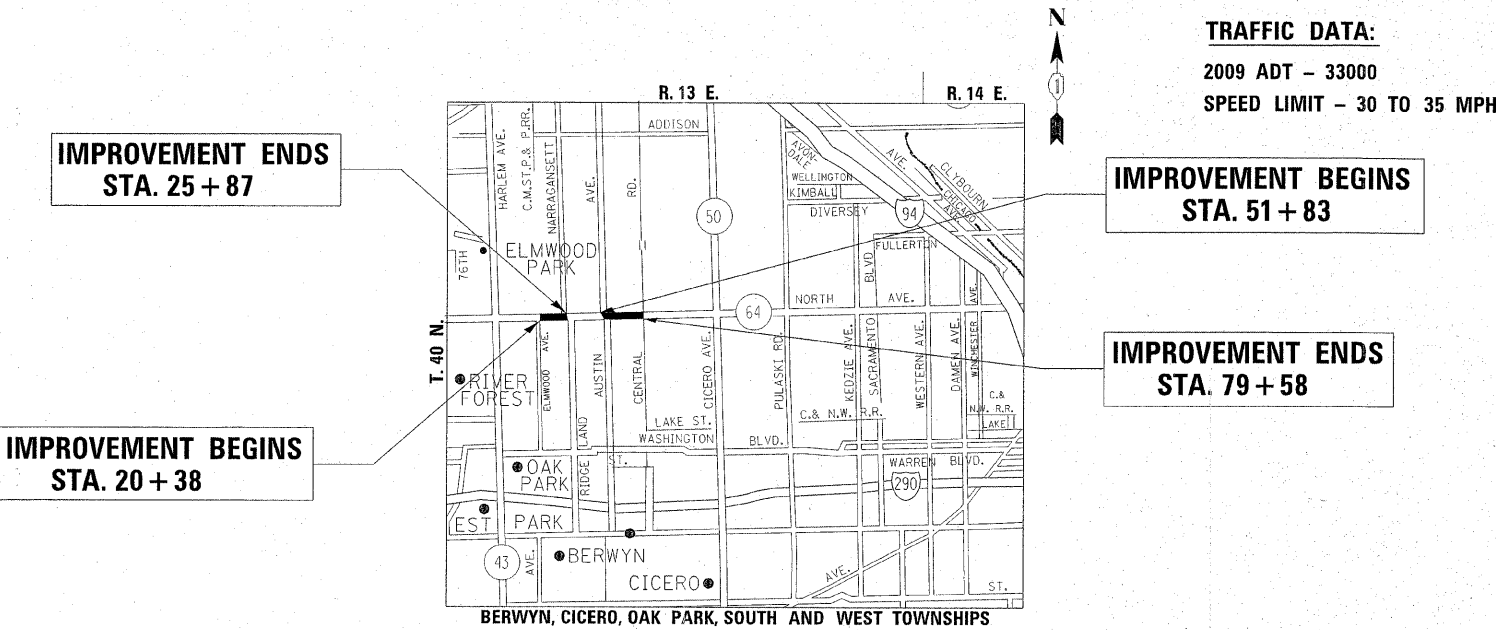 N
1
TRAFFIC DATA:
2009 ADT - 33000
SPEED LIMIT - 30 TO 35 MPH
R. 13 E.
R. 14 E.
IMPROVEMENT ENDS
STA. 25 + 87
IMPROVEMENT BEGINS
STA. 51 + 83
IMPROVEMENT ENDS
STA. 79 + 58
IMPROVEMENT BEGINS
STA. 20 + 38
T. 40 N.
ADDISON
HARLEM AVE.
C.M.ST.P.& P.RR.
NARRAGANSETT
AVE.
RD.
AVON-
DALE
AVE.
WELLINGTON
KIMBALL
DIVERSEY
CLYBOURN
CHICAGO
AVE.
50
94
FULLERTON
76TH
ELMWOOD
PARK
BLVD
NORTH AVE.
AVE.
64
RIVER
FOREST
ELMWOOD AVE.
AUSTIN
CENTRAL
CICERO AVE.
PULASKI RD.
KEDZIE AVE.
SACRAMENTO
WESTERN AVE.
DAMEN AVE.
WINCHESTER
C.& N.W. R.R.
C.&
N.W. R.R.
LAKE
LAKE ST.
WASHINGTON BLVD.
RIDGE LAND
ST.
OAK
PARK
WARREN BLVD.
290
EST PARK
43
AVE.
BERWYN
CICERO
AVE.
ST.
BERWYN, CICERO, OAK PARK, SOUTH AND WEST TOWNSHIPS